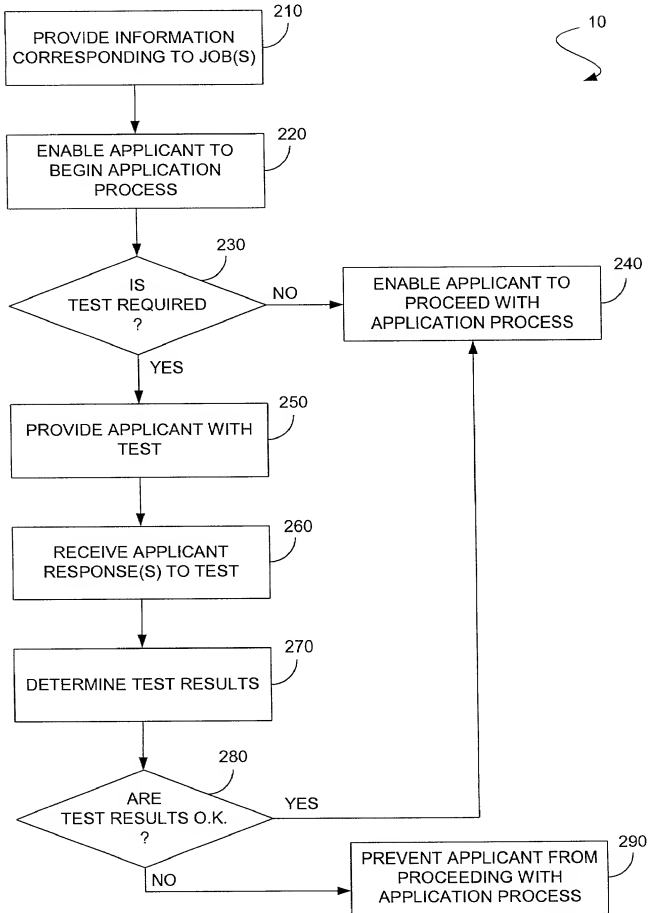 210
PROVIDE INFORMATION
CORRESPONDING TO JOB(S)
10
220
ENABLE APPLICANT TO
BEGIN APPLICATION
PROCESS
230
IS
TEST REQUIRED
?
NO
240
ENABLE APPLICANT TO
PROCEED WITH
APPLICATION PROCESS
YES
250
PROVIDE APPLICANT WITH
TEST
260
RECEIVE APPLICANT
RESPONSE(S) TO TEST
270
DETERMINE TEST RESULTS
280
ARE
TEST RESULTS O.K.
?
YES
NO
290
PREVENT APPLICANT FROM
PROCEEDING WITH
APPLICATION PROCESS